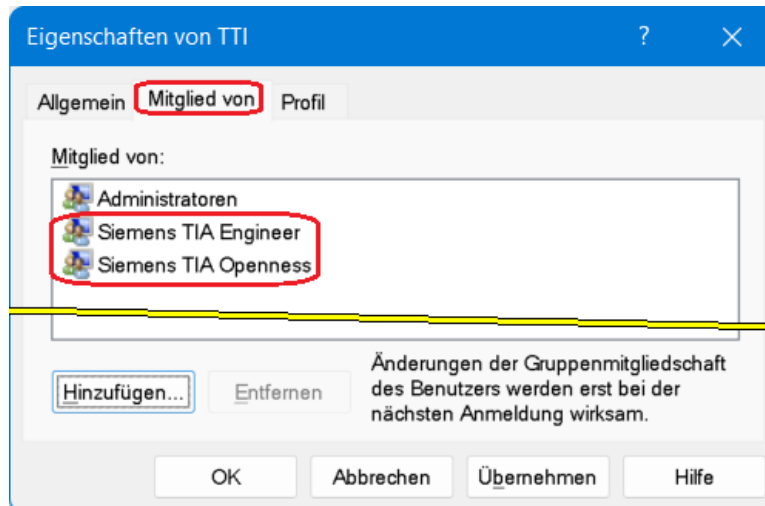 Eigenschaften von TTI ?
Allgemein Mitglied von Profil
Mitglied von:
Administratoren
Siemens TIA Engineer
Siemens TIA Openness
Änderungen der Gruppenmitgliedschaft
des Benutzers werden erst bei der
nächsten Anmeldung wirksam.
Hinzufügen... Entfernen
OK Abbrechen Übernehmen Hilfe